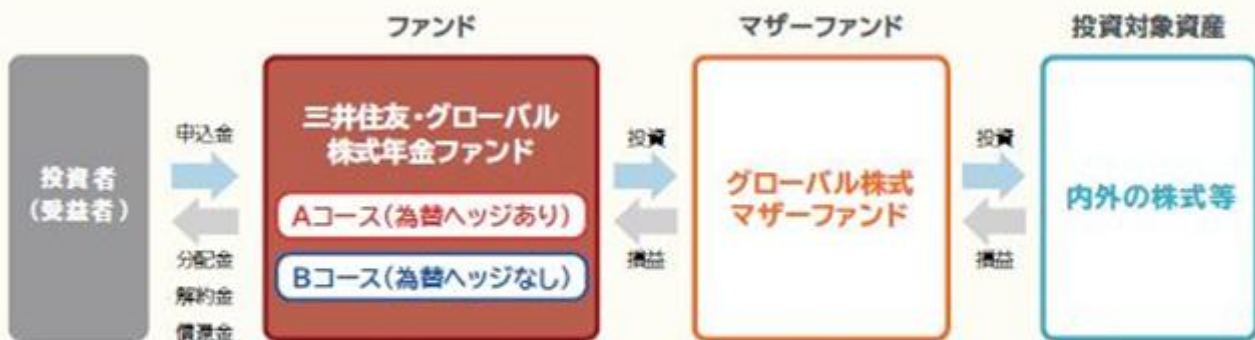 ファンド
マザーファンド
投資対象資産
投資者
(受益者)
申込金
分配金
解約金
償還金
三井住友・グローバル
株式年金ファンド
Aコース(為替ヘッジあり)
Bコース(為替ヘッジなし)
投資
損益
グローバル株式
マザーファンド
投資
損益
内外の株式等